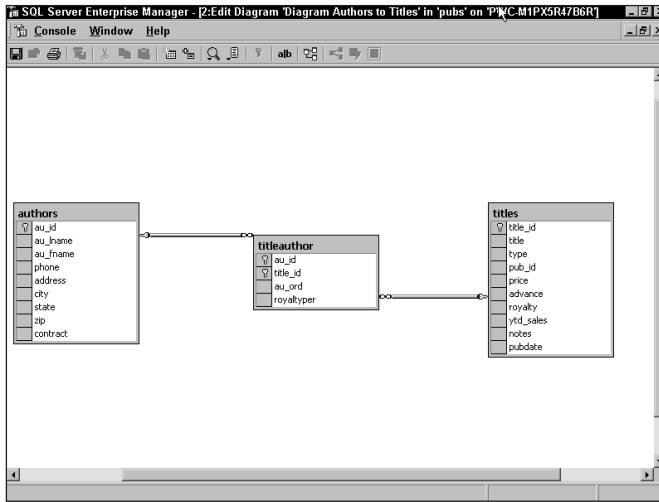 SQL Server Enterprise Manager - [2:Edit Diagram 'Diagram Authors to Titles' in 'pubs' on 'PWC-M1PX5R47B6R']
Console Window Help
a|b
authors
au_id
au_lname
au_fname
phone
address
city
state
zip
contract
titleauthor
au_id
title_id
au_ord
royaltyper
titles
title_id
title
type
pub_id
price
advance
royalty
ytd_sales
notes
pubdate